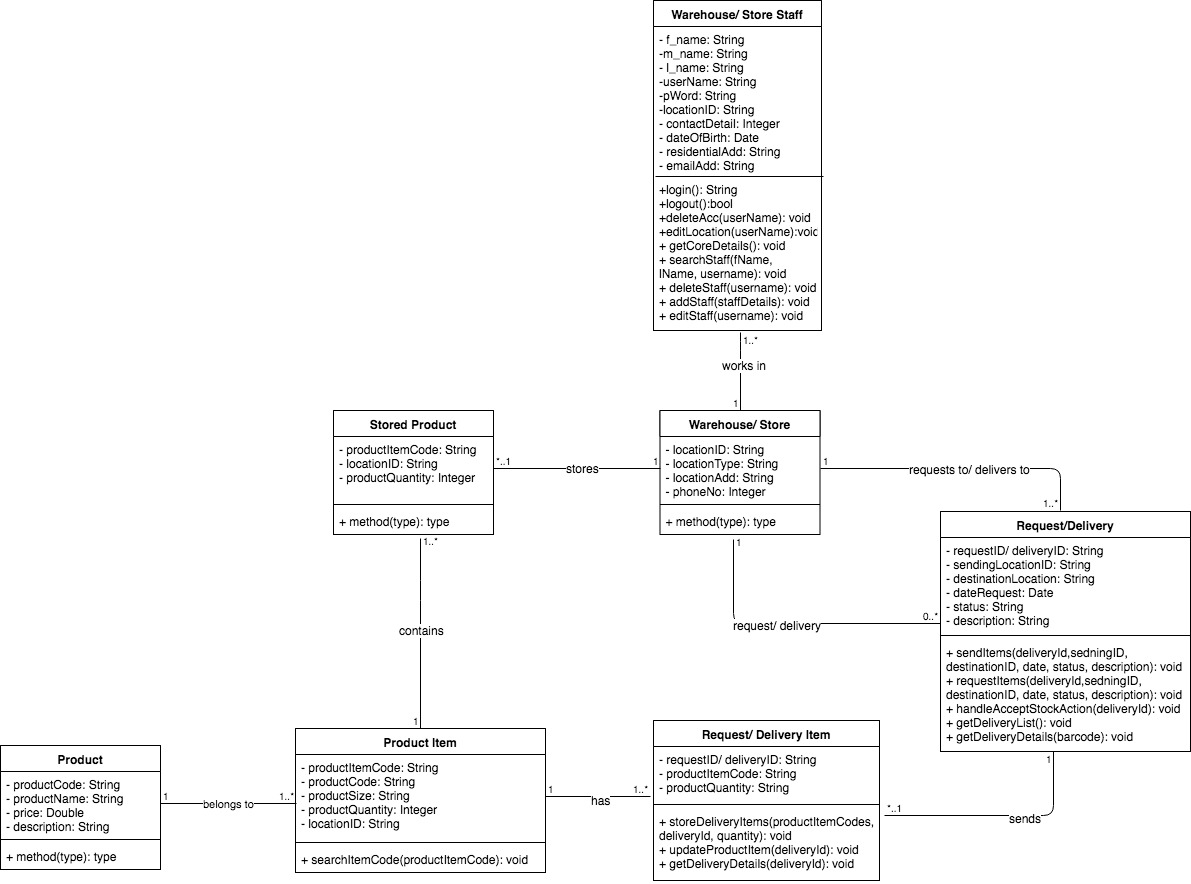 Warehouse/ Store Staff
- f_name: String
-m_name: String
- l_name: String
-userName: String
-pWord: String
-locationID: String
- contactDetail: Integer
- dateOfBirth: Date
- residentialAdd: String
- emailAdd: String
+login(): String
+logout():bool
+deleteAcc(userName): void
+editLocation(userName):void
+ getCoreDetails(): void
+ searchStaff(fName,
lName, username): void
+ deleteStaff(username): void
+ addStaff(staffDetails): void
+ editStaff(username): void
1..*
works in
1
Stored Product
- productItemCode: String
- locationID: String
- productQuantity: Integer
+ method(type): type
*..1
stores
1
Warehouse/ Store
- locationID: String
- locationType: String
- locationAdd: String
- phoneNo: Integer
+ method(type): type
1
requests to/ delivers to
1..*
Request/Delivery
- requestID/ deliveryID: String
- sendingLocationID: String
- destinationLocation: String
- dateRequest: Date
- status: String
- description: String
+ sendItems(deliveryId,sedningID,
destinationID, date, status, description): void
+ requestItems(deliveryId,sedningID,
destinationID, date, status, description): void
+ handleAcceptStockAction(deliveryId): void
+ getDeliveryList(): void
+ getDeliveryDetails(barcode): void
1
request/ delivery
0..*
1..*
contains
1
Product
- productCode: String
- productName: String
- price: Double
- description: String
+ method(type): type
1
belongs to
1..*
Product Item
- productItemCode: String
- productCode: String
- productSize: String
- productQuantity: Integer
- locationID: String
+ searchItemCode(productItemCode): void
1
has
1..*
Request/ Delivery Item
- requestID/ deliveryID: String
- productItemCode: String
- productQuantity: String
+ storeDeliveryItems(productItemCodes,
deliveryId, quantity): void
+ updateProductItem(deliveryId): void
+ getDeliveryDetails(deliveryId): void
*..1
sends
1